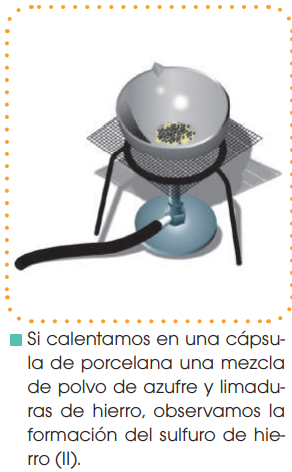 Si calentamos en una cápsu-
la de porcelana una mezcla
de polvo de azufre y limadu-
ras de hierro, observamos la
formación del sulfuro de hie-
rro (II).